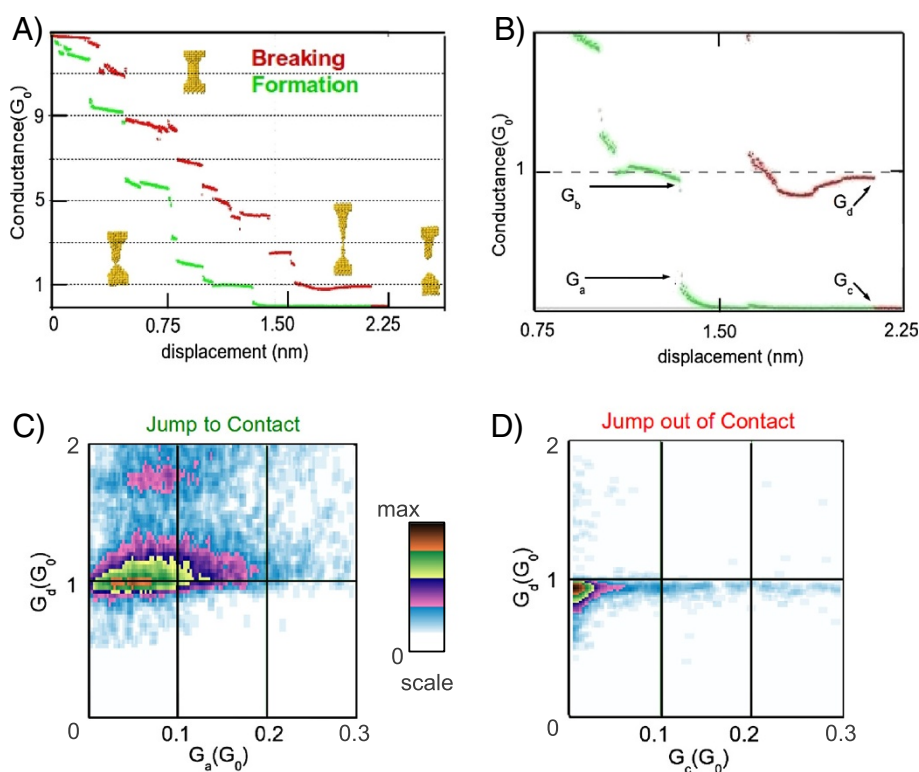 A)
Breaking
Formation
Conductance(G0)
9
5
1
0
0.75
1.50
2.25
displacement (nm)
B)
Conductance(G0)
1
Gb
Gd
Ga
Gc
0.75
1.50
2.25
displacement (nm)
C)
Jump to Contact
2
Gd(G0)
1
0
0.1
0.2
0.3
Ga(G0)
max
0
scale
D)
Jump out of Contact
2
Gd(G0)
1
0
0.1
0.2
0.3
Gc(G0)